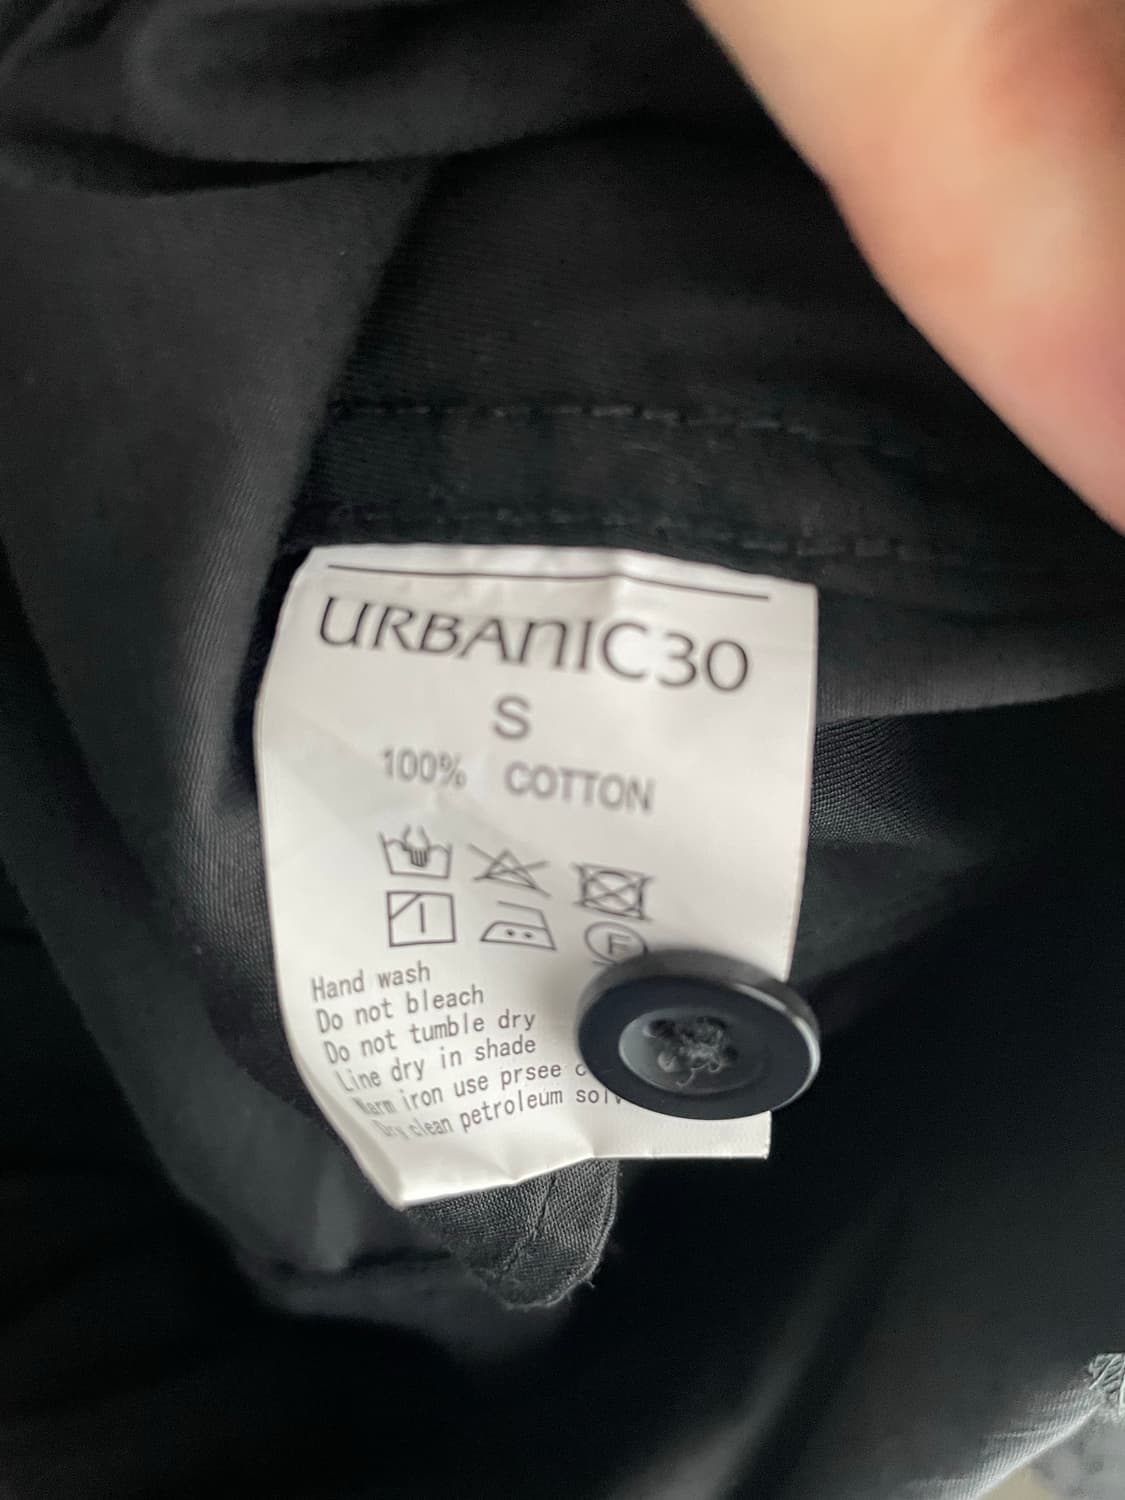 URBANIC30
S
100% COTTON
F
Hand wash
Do not bleach
Do not tumble dry
Line dry in shade
Warm iron use prsee
Dry clean petroleum